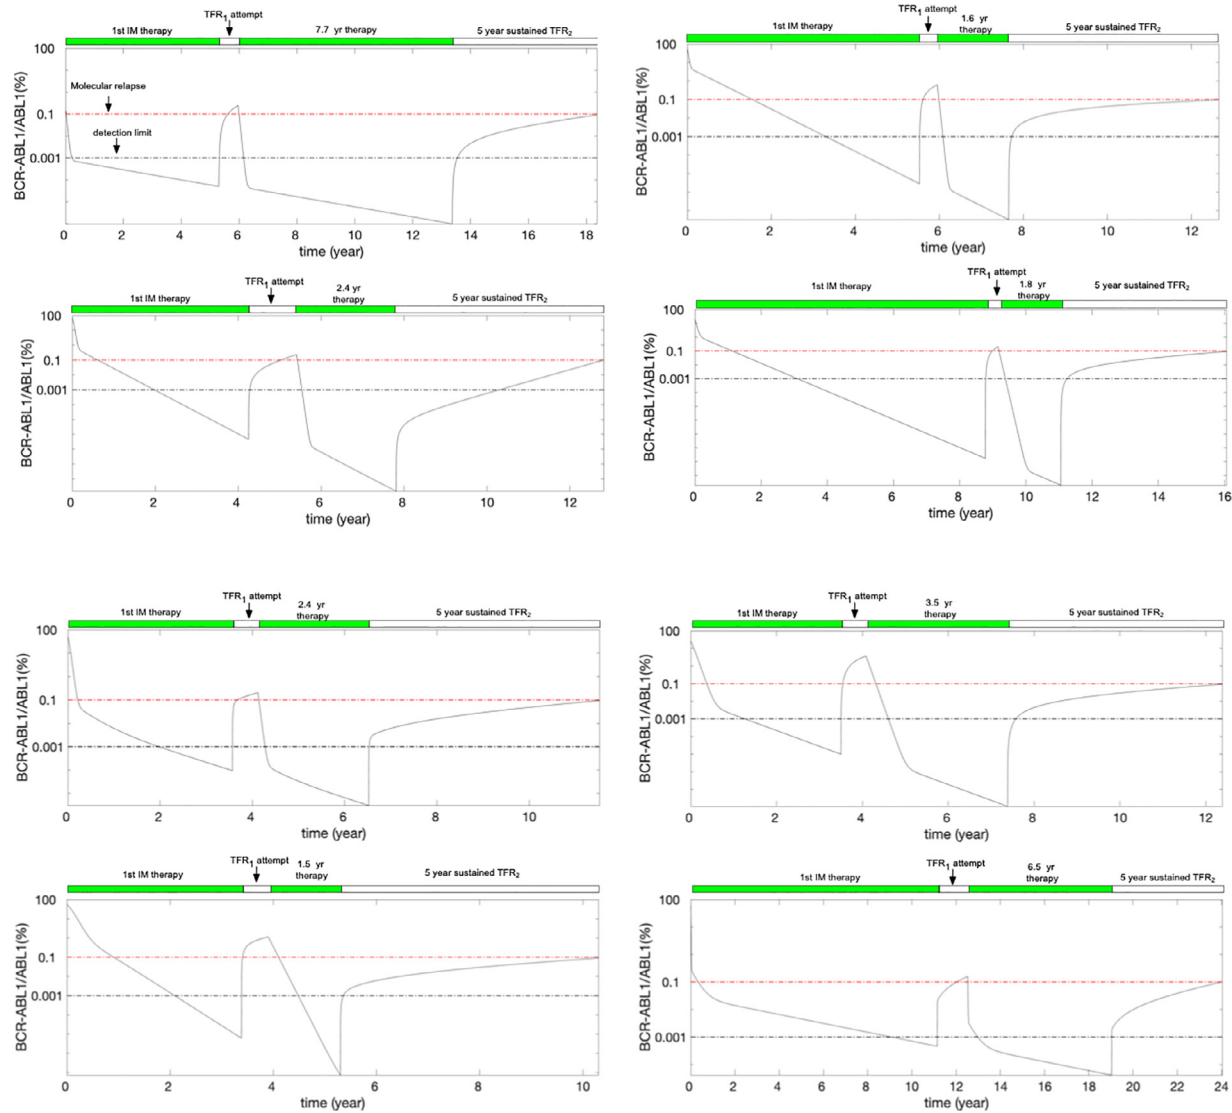 TFR1 attempt
1st IM therapy 7.7 yr therapy 5 year sustained TFR2
100
Molecular relapse
0.1
detection limit
0.001
BCR-ABL1/ABL1(%)
0 2 4 6 8 10 12 14 16 18
time (year)
TFR1 attempt
1st IM therapy 1.6 yr therapy 5 year sustained TFR2
100
0.1
0.001
BCR-ABL1/ABL1(%)
0 2 4 6 8 10 12
time (year)
TFR1 attempt
1st IM therapy 2.4 yr therapy 5 year sustained TFR2
100
0.1
0.001
BCR-ABL1/ABL1(%)
0 2 4 6 8 10 12
time (year)
TFR1 attempt
1st IM therapy 1.8 yr therapy 5 year sustained TFR2
100
0.1
0.001
BCR-ABL1/ABL1(%)
0 2 4 6 8 10 12 14 16
time (year)
TFR1 attempt
1st IM therapy 2.4 yr therapy 5 year sustained TFR2
100
0.1
0.001
BCR-ABL1/ABL1(%)
0 2 4 6 8 10
time (year)
TFR1 attempt
1st IM therapy 3.5 yr therapy 5 year sustained TFR2
100
0.1
0.001
BCR-ABL1/ABL1(%)
0 2 4 6 8 10 12
time (year)
TFR1 attempt
1st IM therapy 1.5 yr therapy 5 year sustained TFR2
100
0.1
0.001
BCR-ABL1/ABL1(%)
0 2 4 6 8 10
time (year)
TFR1 attempt
1st IM therapy 6.5 yr therapy 5 year sustained TFR2
100
0.1
0.001
BCR-ABL1/ABL1(%)
0 2 4 6 8 10 12 14 16 18 20 22 24
time (year)